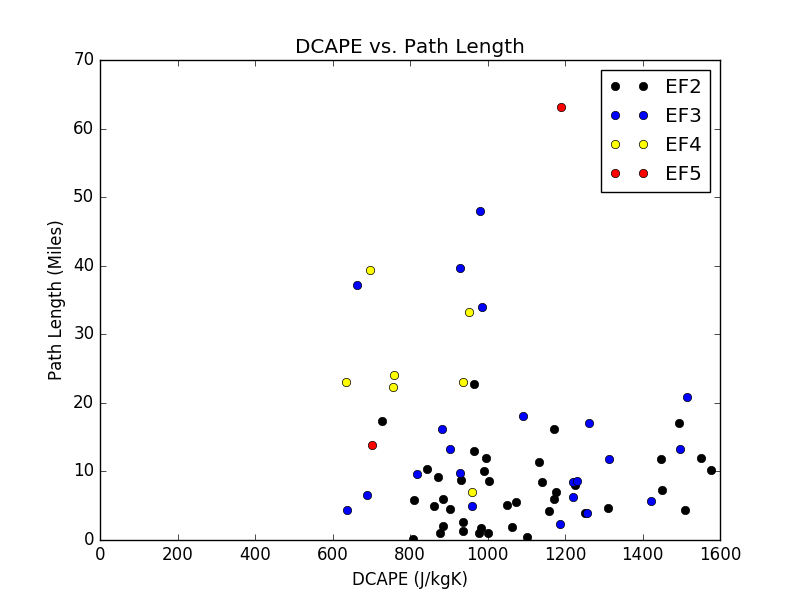 DCAPE vs. Path Length
70
60
50
40
30
20
10
0
Path Length (Miles)
EF2
EF3
EF4
EF5
0 200 400 600 800 1000 1200 1400 1600
DCAPE (J/kgK)